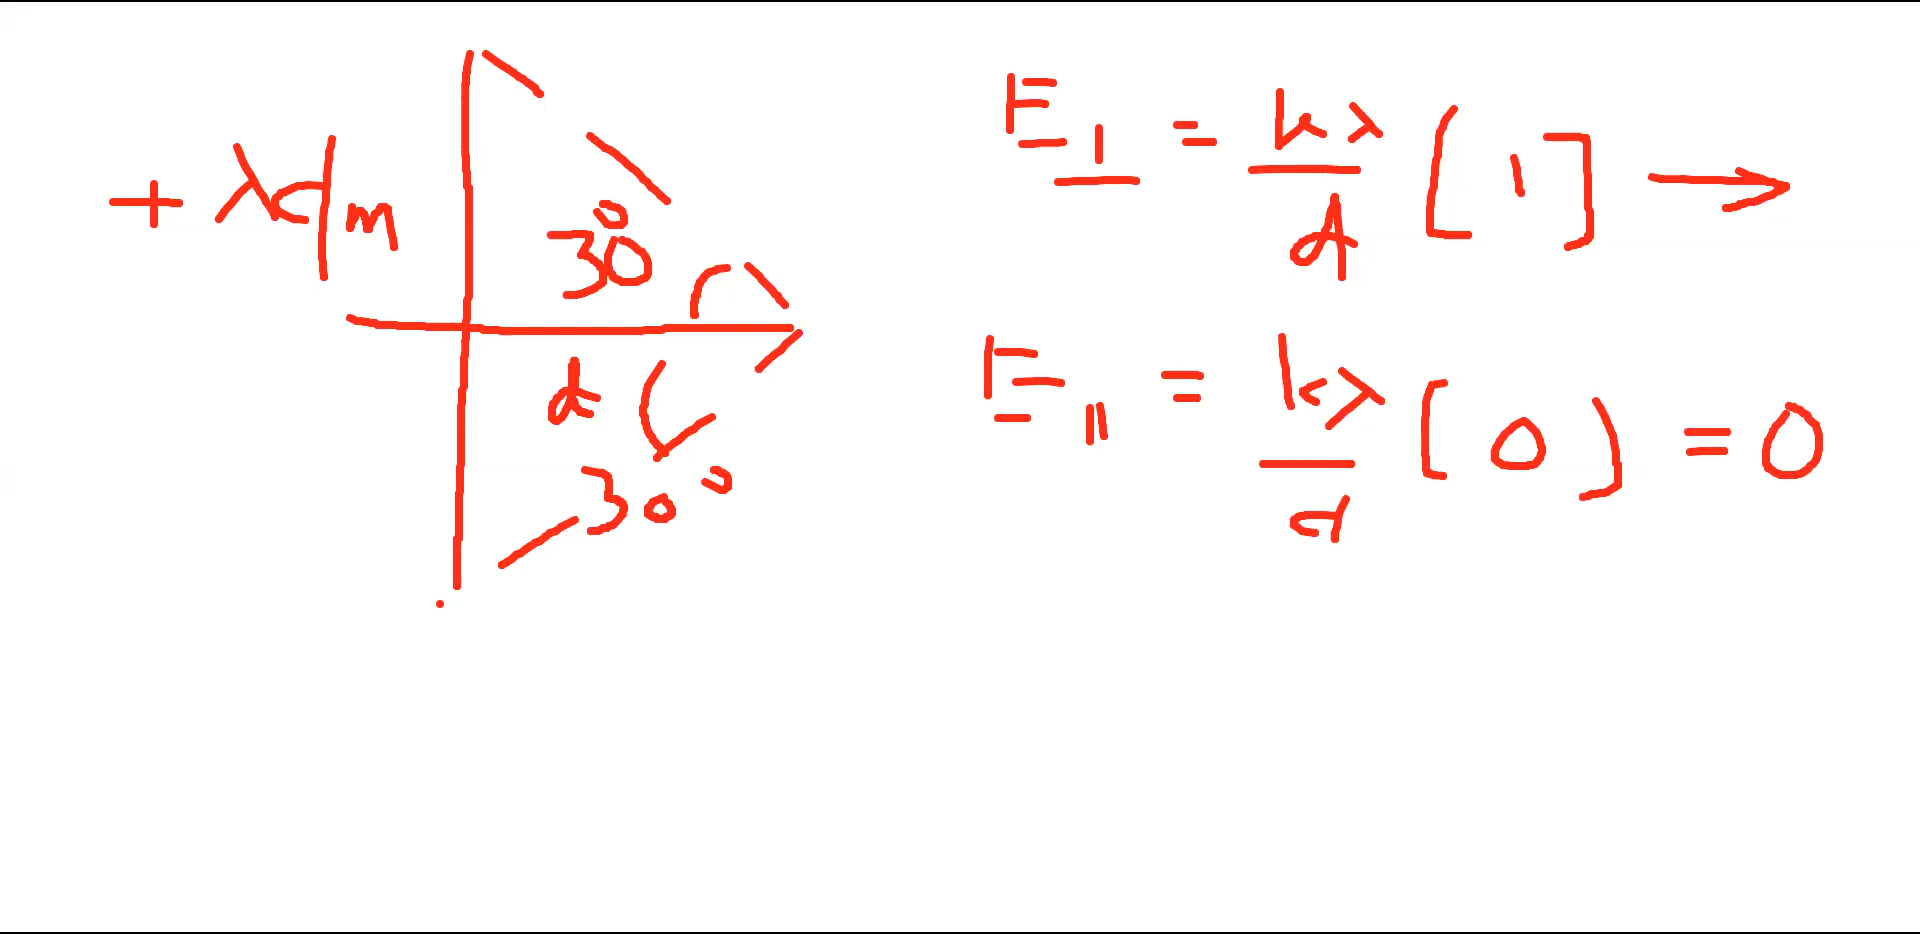 + λc/m
30°
d
30°
E⊥ = kλ/d [1] →
E॥ = kλ/d [0) = 0